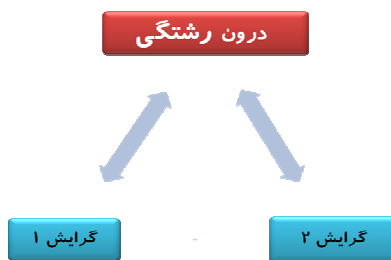 درون رشتگی
گرایش ۲
گرایش ۱